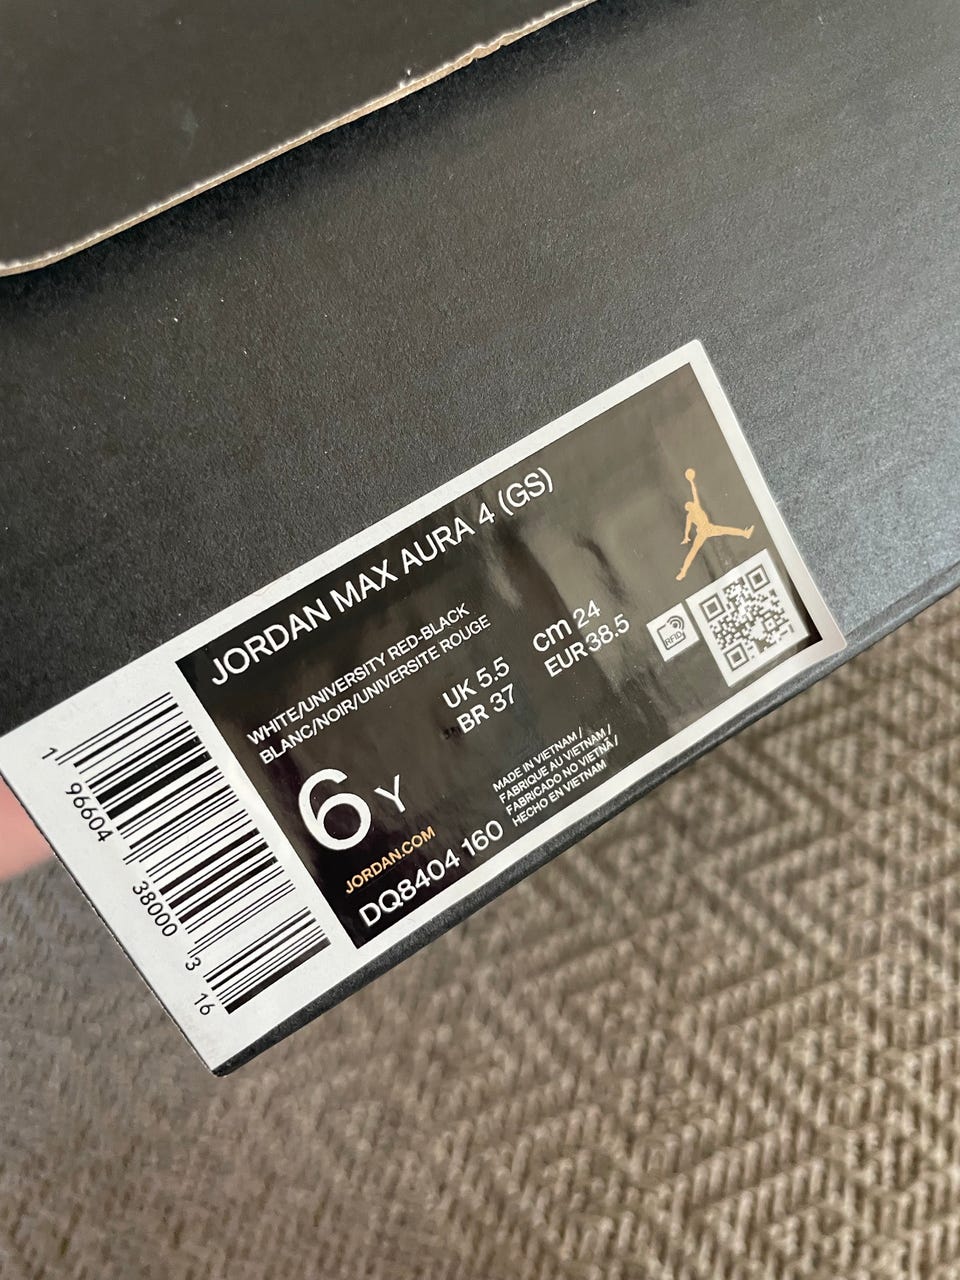 JORDAN MAX AURA 4 (GS)
WHITE/UNIVERSITY RED-BLACK
BLANC/NOIR/UNIVERSITE ROUGE
UK 5.5
BR 37
cm 24
EUR 38.5
RFID
6 Y
MADE IN VIETNAM /
FABRIQUE AU VIETNAM /
FABRICADO NO VIETNÃ /
HECHO EN VIETNAM
JORDAN.COM
DQ8404 160
1 96604 38000 3 16